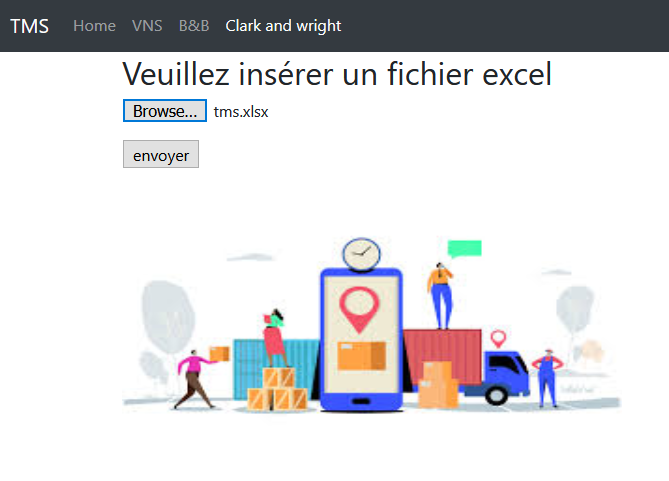 TMS Home VNS B&B Clark and wright
Veuillez insérer un fichier excel
Browse... tms.xlsx
envoyer